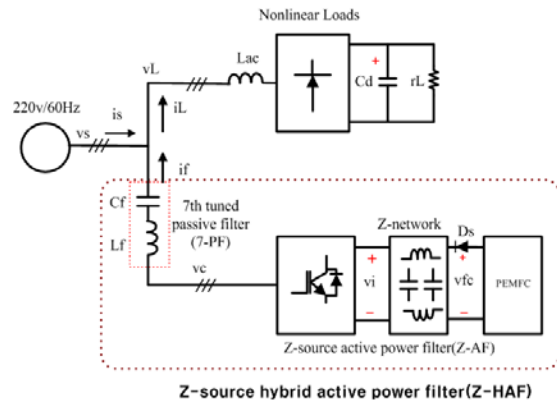 Nonlinear Loads
Lac
vL
+
Cd
rL
220v/60Hz
is
iL
vs
if
Cf
7th tuned
passive filter
(7-PF)
Lf
Z-network
Ds
vc
+
vi
−
+
vfc
−
PEMFC
Z-source active power filter(Z-AF)
Z-source hybrid active power filter(Z-HAF)